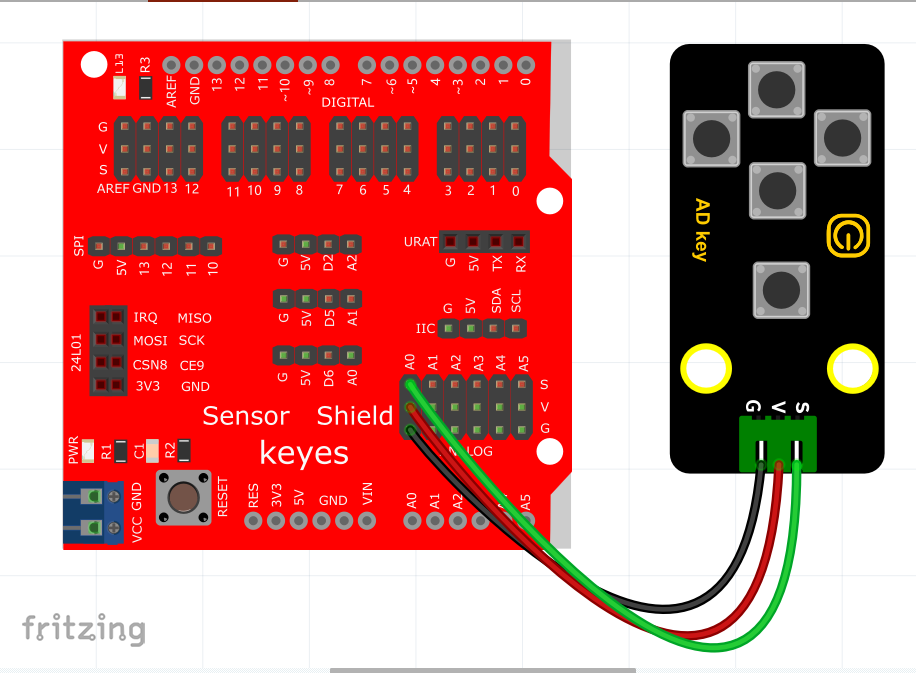 L13 R3
AREF GND 13 12 11 ~10 ~9 8 7 ~6 ~5 4 ~3 2 1 0
DIGITAL
G
V
S
AREF GND 13 12 11 10 9 8 7 6 5 4 3 2 1 0
SPI
G 5V 13 12 11 10
G 5V D2 A2
URAT
G 5V TX RX
G 5V D5 A1
IIC
G 5V SDA SCL
24L01
IRQ MISO
MOSI SCK
CSN8 CE9
3V3 GND
G 5V D6 A0
A0 A1 A2 A3 A4 A5
S
V
G
Sensor Shield
keyes
PWR R1 C1 R2
VCC GND
RESET
RES 3V3 5V GND VIN
A0 A1 A2 A5
AD key
G V S
fritzing